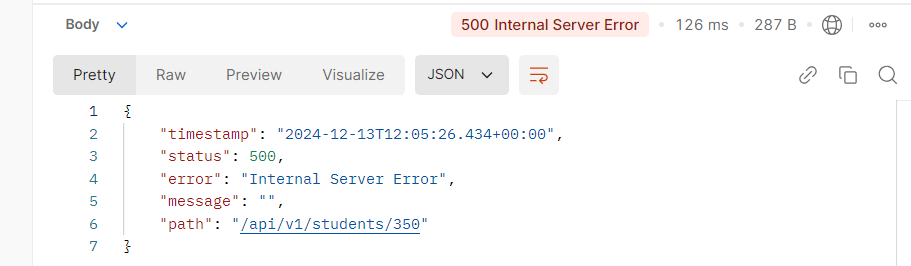 Body 500 Internal Server Error • 126 ms • 287 B
Pretty Raw Preview Visualize JSON
1 {
2 "timestamp": "2024-12-13T12:05:26.434+00:00",
3 "status": 500,
4 "error": "Internal Server Error",
5 "message": "",
6 "path": "/api/v1/students/350"
7 }